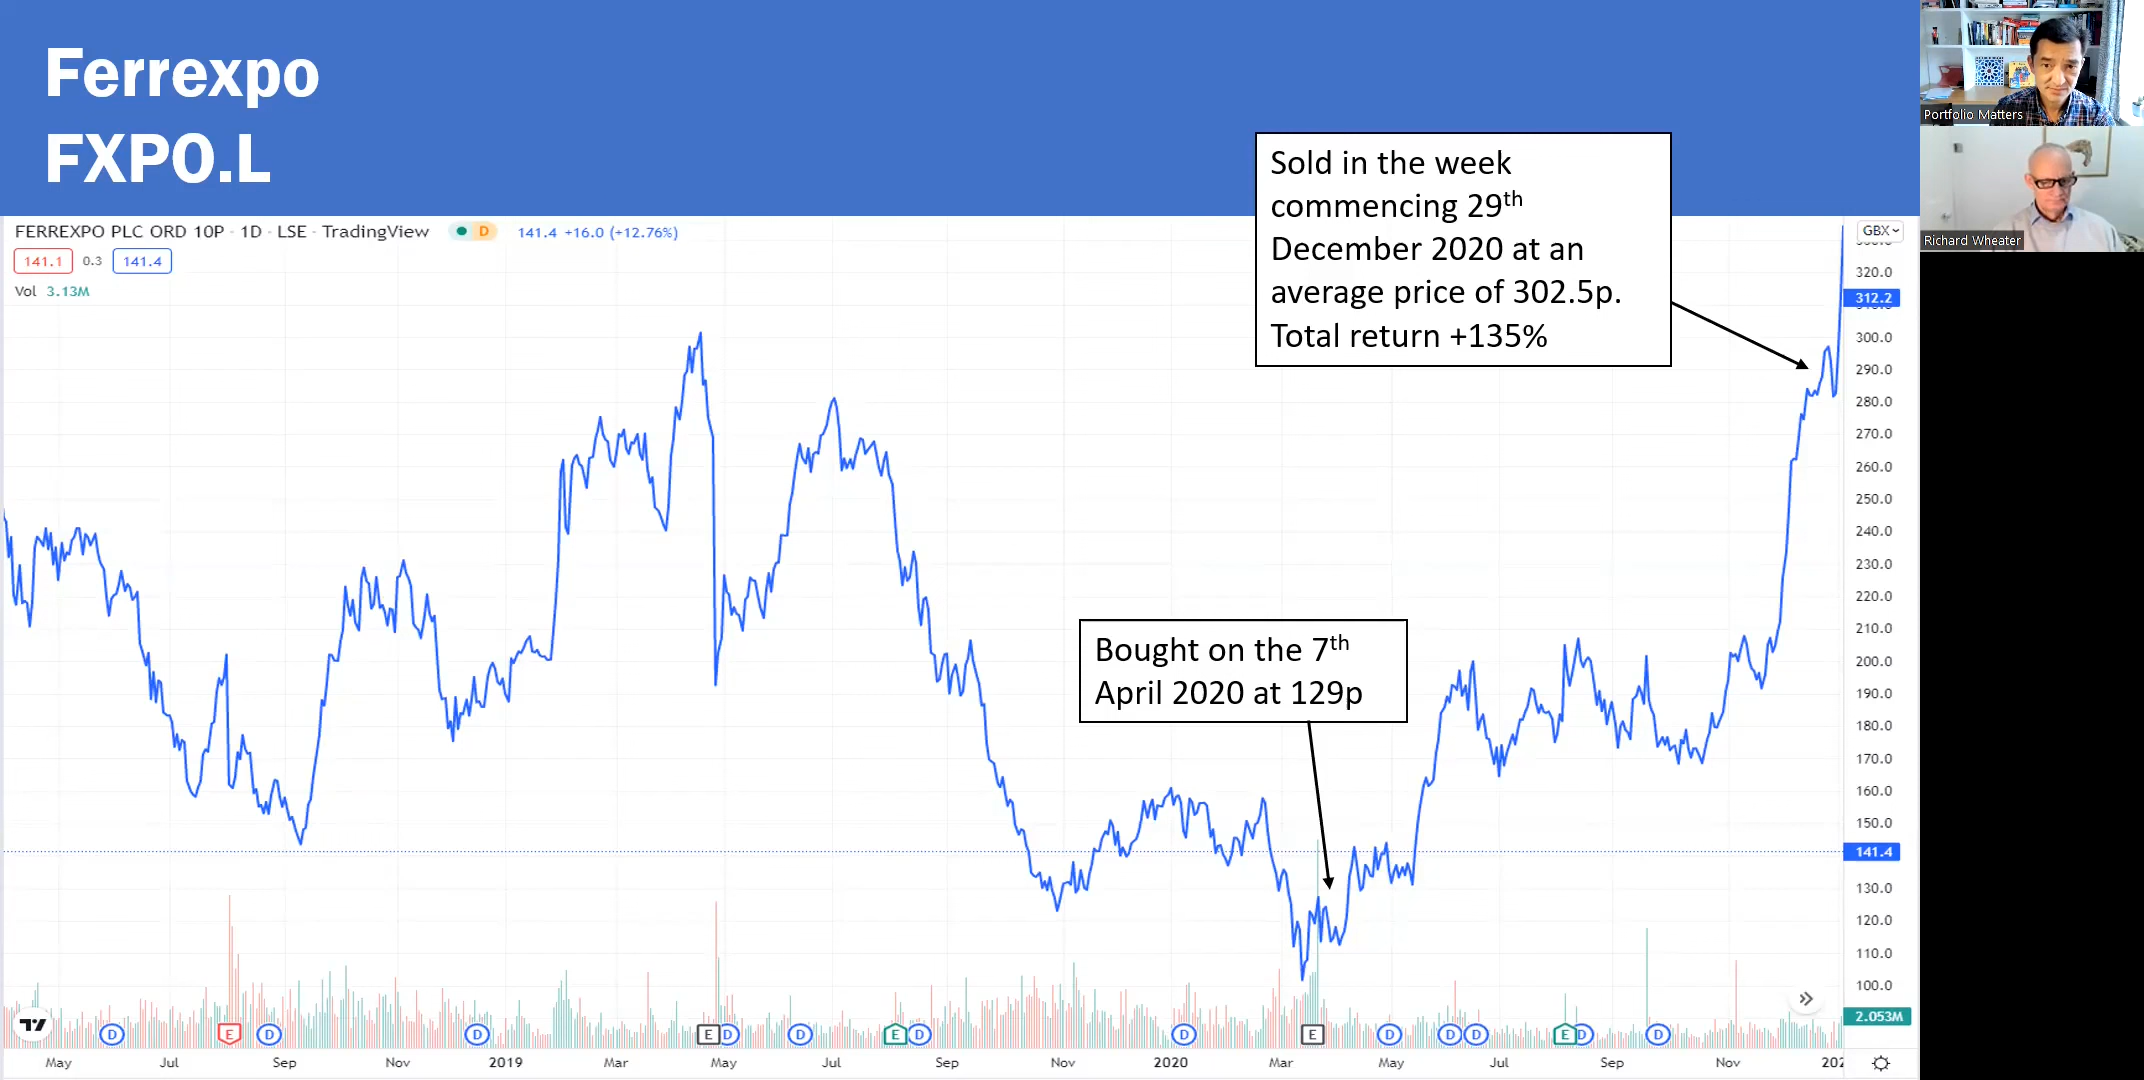 Ferrexpo
FXPO.L
Portfolio Matters
Richard Wheater
Sold in the week
commencing 29th
December 2020 at an
average price of 302.5p.
Total return +135%
Bought on the 7th
April 2020 at 129p
FERREXPO PLC ORD 10P · 1D · LSE · TradingView D 141.4 +16.0 (+12.76%)
141.1 0.3 141.4
Vol 3.13M
GBX
320.0
312.2
300.0
290.0
280.0
270.0
260.0
250.0
240.0
230.0
220.0
210.0
200.0
190.0
180.0
170.0
160.0
150.0
141.4
130.0
120.0
110.0
100.0
2.053M
D E D D E D D E D D E D D D E D D
May Jul Sep Nov 2019 Mar May Jul Sep Nov 2020 Mar May Jul Sep Nov